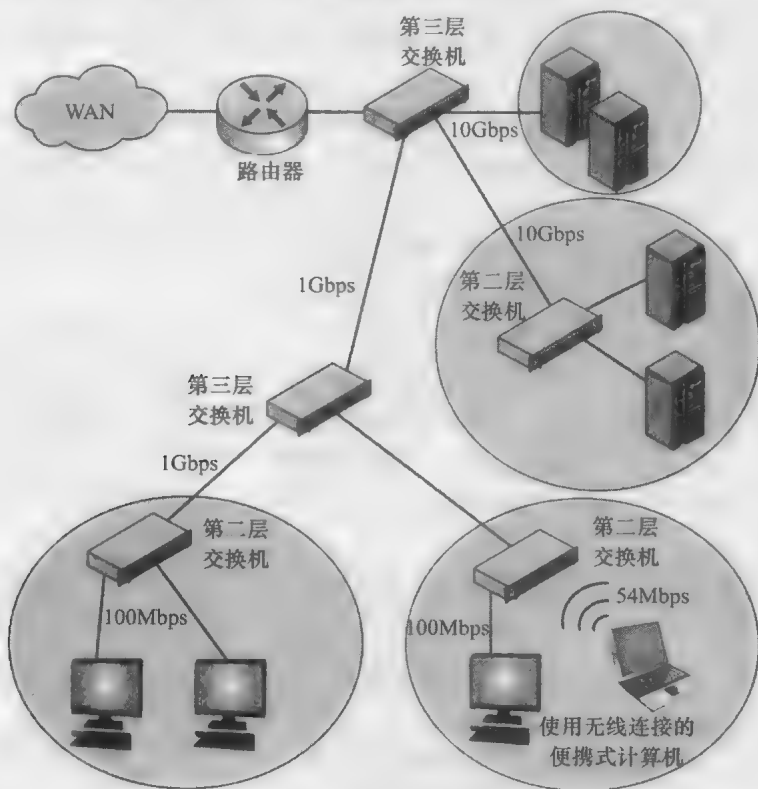 第三层
交换机
WAN
路由器
10Gbps
10Gbps
1Gbps
第二层
交换机
第三层
交换机
1Gbps
第二层
交换机
100Mbps
第二层
交换机
54Mbps
100Mbps
使用无线连接的
便携式计算机